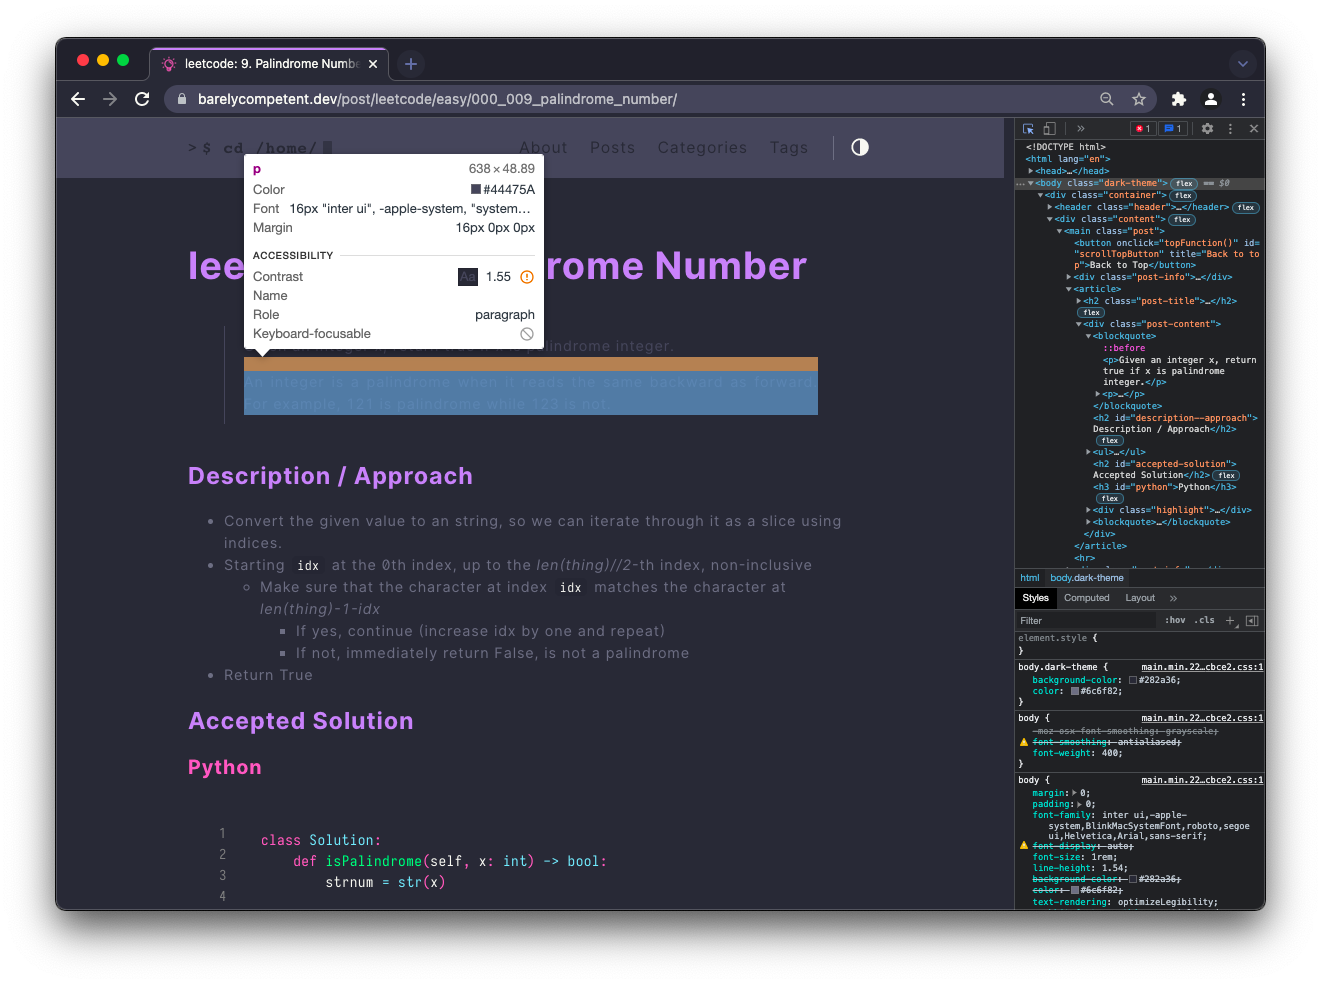 leetcode: 9. Palindrome Numbe
barelycompetent.dev/post/leetcode/easy/000_009_palindrome_number/
> $ cd /home/
About Posts Categories Tags
p 638 × 48.89
Color #44475A
Font 16px "inter ui", -apple-system, "system…
Margin 16px 0px 0px
ACCESSIBILITY
Contrast Aa 1.55
Name
Role paragraph
Keyboard-focusable
lee rome Number
palindrome integer.
An integer is a palindrome when it reads the same backward as forward.
For example, 121 is palindrome while 123 is not.
Description / Approach
• Convert the given value to an string, so we can iterate through it as a slice using
indices.
• Starting idx at the 0th index, up to the len(thing)//2-th index, non-inclusive
◦ Make sure that the character at index idx matches the character at
len(thing)-1-idx
▪ If yes, continue (increase idx by one and repeat)
▪ If not, immediately return False, is not a palindrome
• Return True
Accepted Solution
Python
1 class Solution:
2 def isPalindrome(self, x: int) -> bool:
3 strnum = str(x)
4
1 1
<!DOCTYPE html>
<html lang="en">
<head>…</head>
… <body class="dark-theme"> flex == $0
<div class="container"> flex
<header class="header">…</header> flex
<div class="content"> flex
<main class="post">
<button onclick="topFunction()" id=
"scrollTopButton" title="Back to to
p">Back to Top</button>
<div class="post-info">…</div>
<article>
<h2 class="post-title">…</h2>
flex
<div class="post-content">
<blockquote>
::before
<p>Given an integer x, return
true if x is palindrome
integer.</p>
<p>…</p>
</blockquote>
<h2 id="description--approach">
Description / Approach</h2>
flex
<ul>…</ul>
<h2 id="accepted-solution">
Accepted Solution</h2> flex
<h3 id="python">Python</h3>
flex
<div class="highlight">…</div>
<blockquote>…</blockquote>
</div>
</article>
<hr>
html body.dark-theme
Styles Computed Layout »
Filter :hov .cls +
element.style {
}
body.dark-theme { main.min.22…cbce2.css:1
background-color: #282a36;
color: #6c6f82;
}
body { main.min.22…cbce2.css:1
-moz-osx-font-smoothing: grayscale;
font-smoothing: antialiased;
font-weight: 400;
}
body { main.min.22…cbce2.css:1
margin: 0;
padding: 0;
font-family: inter ui,-apple-
system,BlinkMacSystemFont,roboto,segoe
ui,Helvetica,Arial,sans-serif;
font-display: auto;
font-size: 1rem;
line-height: 1.54;
background-color: #282a36;
color: #6c6f82;
text-rendering: optimizeLegibility;